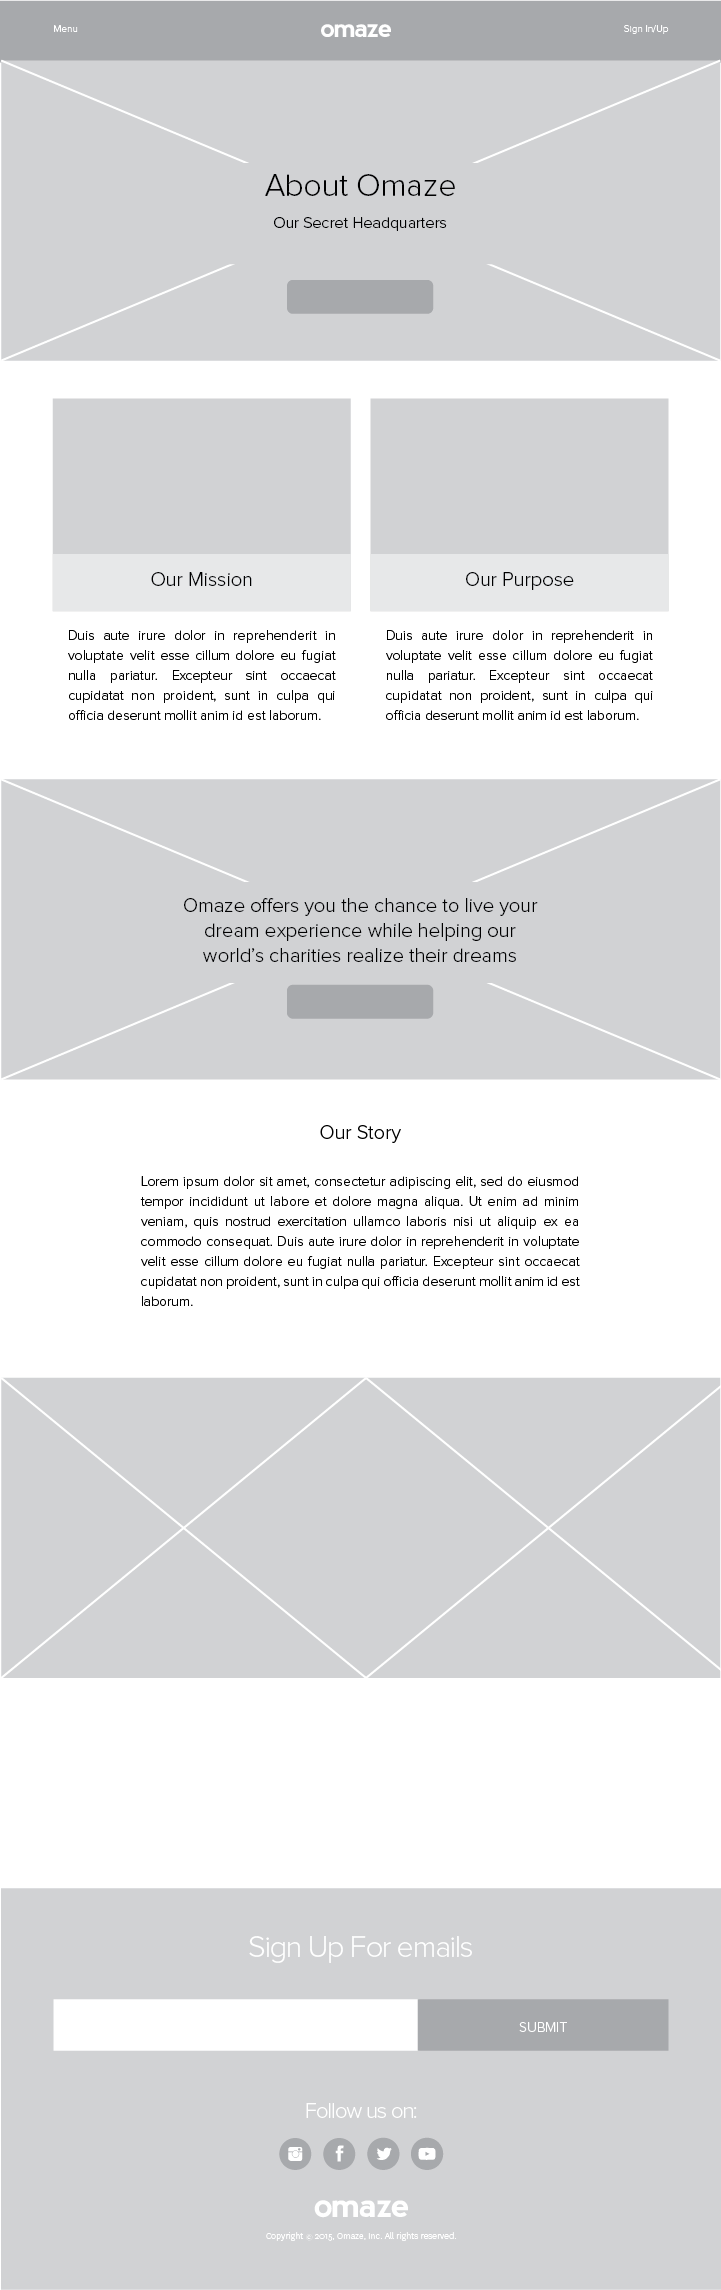 Menu
omaze
Sign In/Up
About Omaze
Our Secret Headquarters
Our Mission
Duis aute irure dolor in reprehenderit in
voluptate velit esse cillum dolore eu fugiat
nulla pariatur. Excepteur sint occaecat
cupidatat non proident, sunt in culpa qui
officia deserunt mollit anim id est laborum.
Our Purpose
Duis aute irure dolor in reprehenderit in
voluptate velit esse cillum dolore eu fugiat
nulla pariatur. Excepteur sint occaecat
cupidatat non proident, sunt in culpa qui
officia deserunt mollit anim id est laborum.
Omaze offers you the chance to live your
dream experience while helping our
world’s charities realize their dreams
Our Story
Lorem ipsum dolor sit amet, consectetur adipiscing elit, sed do eiusmod
tempor incididunt ut labore et dolore magna aliqua. Ut enim ad minim
veniam, quis nostrud exercitation ullamco laboris nisi ut aliquip ex ea
commodo consequat. Duis aute irure dolor in reprehenderit in voluptate
velit esse cillum dolore eu fugiat nulla pariatur. Excepteur sint occaecat
cupidatat non proident, sunt in culpa qui officia deserunt mollit anim id est
laborum.
Sign Up For emails
SUBMIT
Follow us on:
omaze
Copyright © 2015, Omaze, Inc. All rights reserved.